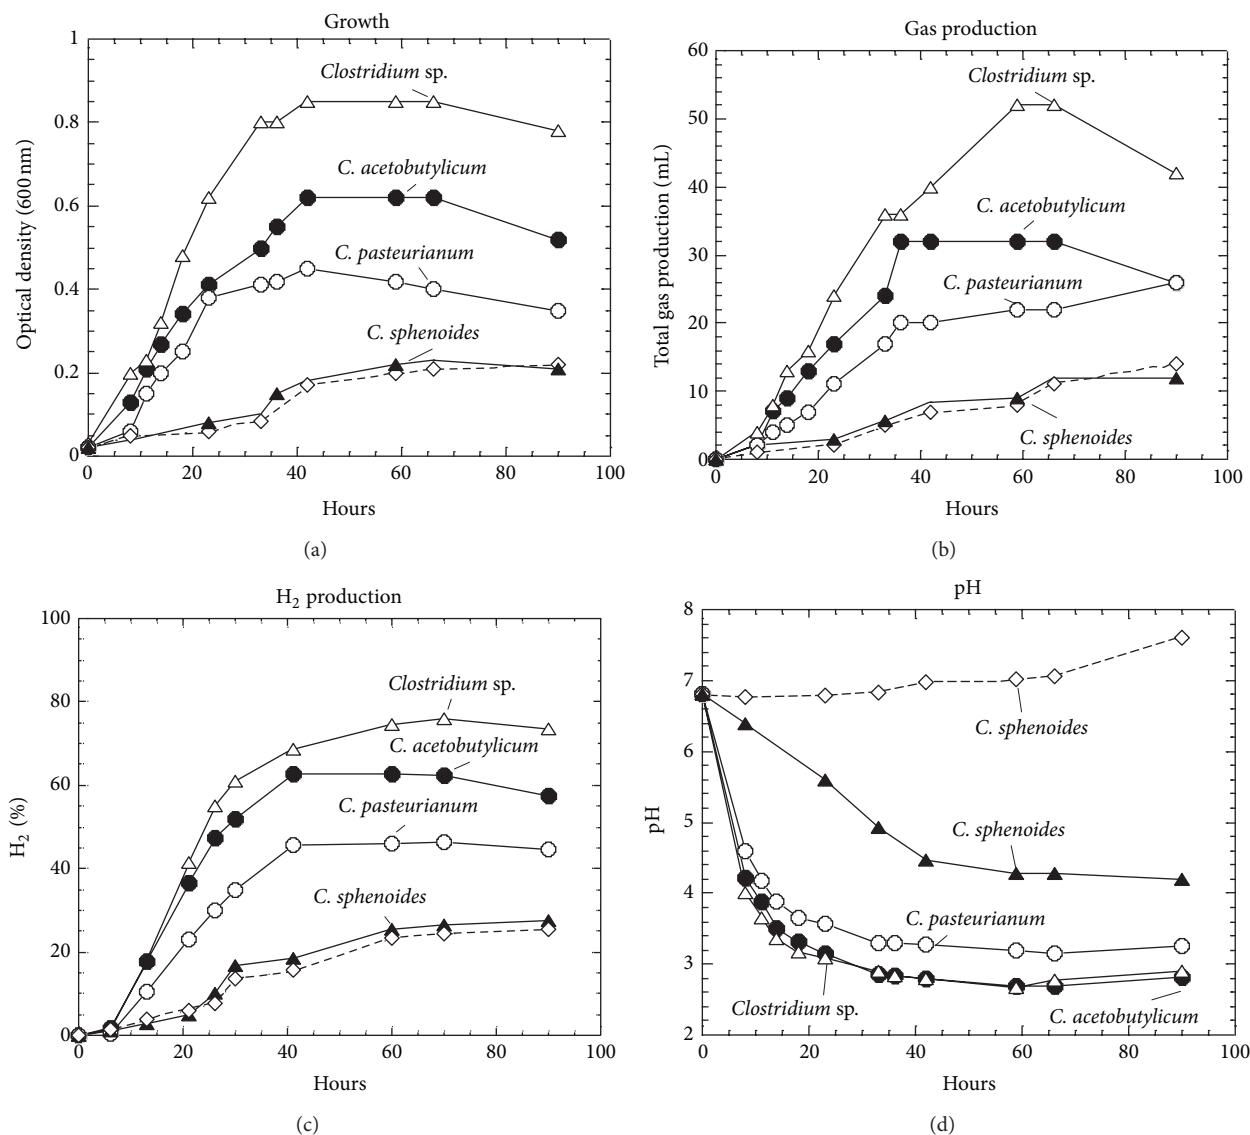 Growth
1
0.8
0.6
0.4
0.2
0
Optical density (600 nm)
Clostridium sp.
C. acetobutylicum
C. pasteurianum
C. sphenoides
0 20 40 60 80 100
Hours
(a)
Gas production
60
50
40
30
20
10
0
Total gas production (mL)
Clostridium sp.
C. acetobutylicum
C. pasteurianum
C. sphenoides
0 20 40 60 80 100
Hours
(b)
H₂ production
100
80
60
40
20
0
H₂ (%)
Clostridium sp.
C. acetobutylicum
C. pasteurianum
C. sphenoides
0 20 40 60 80 100
Hours
(c)
pH
8
7
6
5
4
3
2
pH
C. sphenoides
C. sphenoides
C. pasteurianum
Clostridium sp.
C. acetobutylicum
0 20 40 60 80 100
Hours
(d)